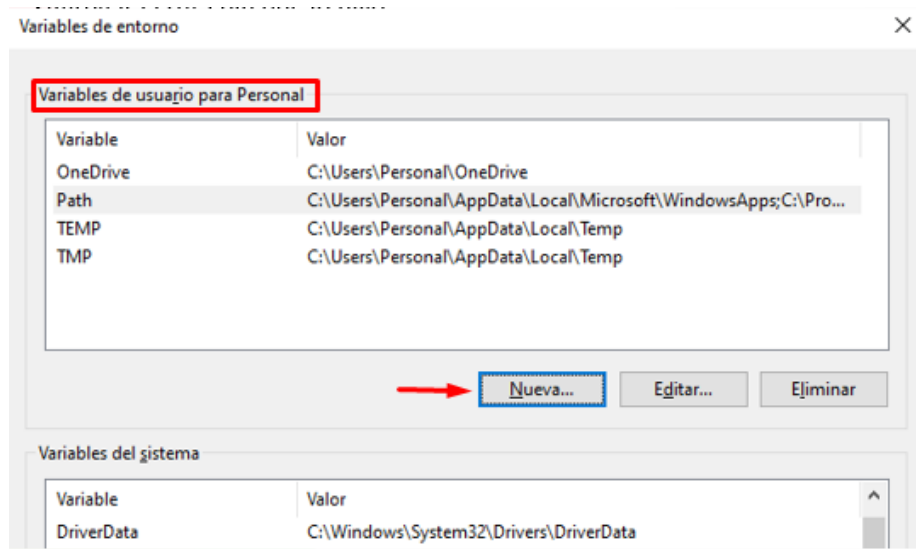 Variables de entorno
Variables de usuario para Personal
Variable Valor
OneDrive C:\Users\Personal\OneDrive
Path C:\Users\Personal\AppData\Local\Microsoft\WindowsApps;C:\Pro...
TEMP C:\Users\Personal\AppData\Local\Temp
TMP C:\Users\Personal\AppData\Local\Temp
Nueva... Editar... Eliminar
Variables del sistema
Variable Valor
DriverData C:\Windows\System32\Drivers\DriverData